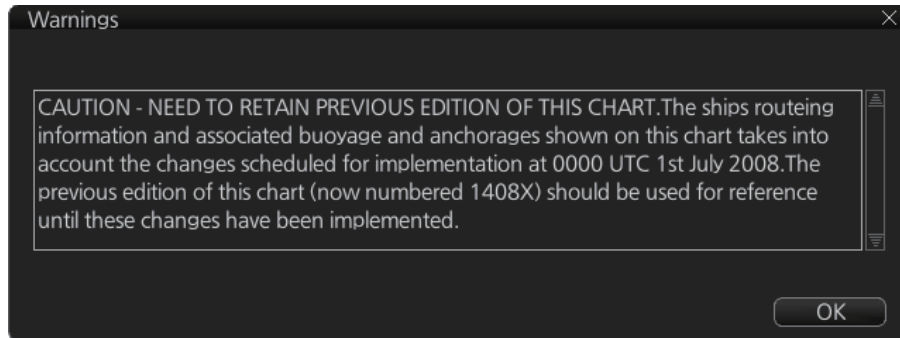 Warnings
CAUTION - NEED TO RETAIN PREVIOUS EDITION OF THIS CHART.The ships routeing
information and associated buoyage and anchorages shown on this chart takes into
account the changes scheduled for implementation at 0000 UTC 1st July 2008.The
previous edition of this chart (now numbered 1408X) should be used for reference
until these changes have been implemented.
OK